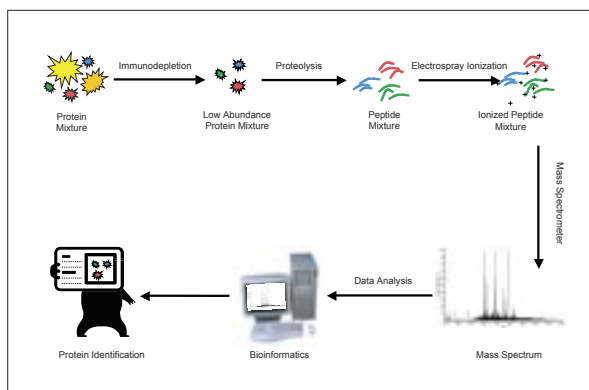 Immunodepletion
Proteolysis
Electrospray Ionization
Protein
Mixture
Low Abundance
Protein Mixture
Peptide
Mixture
Ionized Peptide
Mixture
Mass Spectrometer
Data Analysis
Protein Identification
Bioinformatics
Mass Spectrum